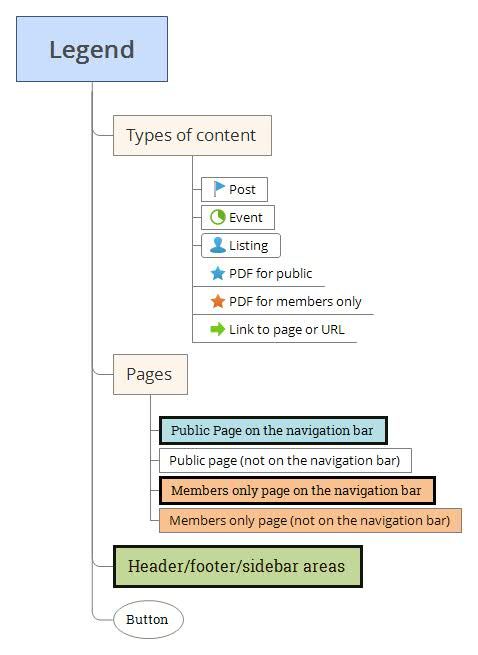 Legend
Types of content
Post
Event
Listing
PDF for public
PDF for members only
Link to page or URL
Pages
Public Page on the navigation bar
Public page (not on the navigation bar)
Members only page on the navigation bar
Members only page (not on the navigation bar)
Header/footer/sidebar areas
Button